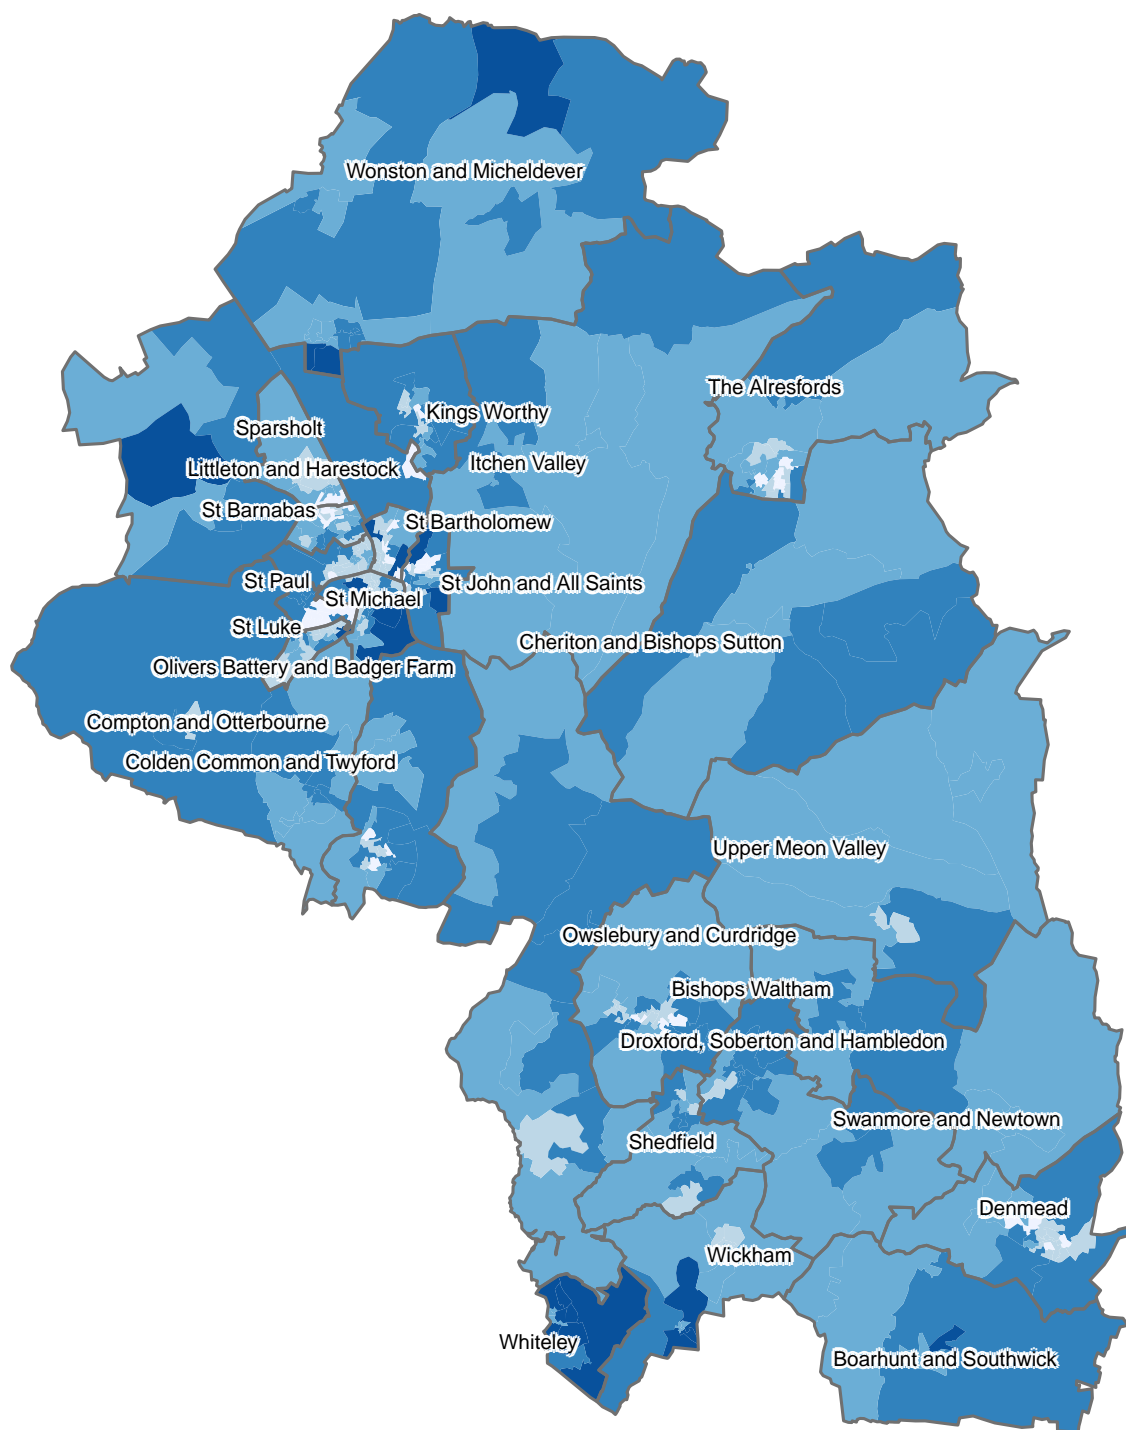 Wonston and Micheldever
The Alresfords
Kings Worthy
Sparsholt
Itchen Valley
Littleton and Harestock
St Barnabas
St Bartholomew
St Paul
St John and All Saints
St Michael
St Luke
Cheriton and Bishops Sutton
Olivers Battery and Badger Farm
Compton and Otterbourne
Colden Common and Twyford
Upper Meon Valley
Owslebury and Curdridge
Bishops Waltham
Droxford, Soberton and Hambledon
Swanmore and Newtown
Shedfield
Denmead
Wickham
Whiteley
Boarhunt and Southwick